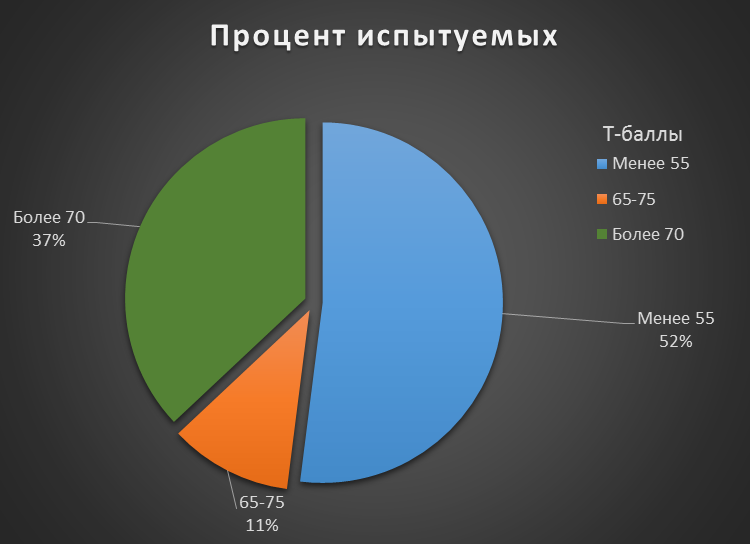 Процент испытуемых
Т-баллы
Менее 55
65-75
Более 70
Более 70
37%
Менее 55
52%
65-75
11%